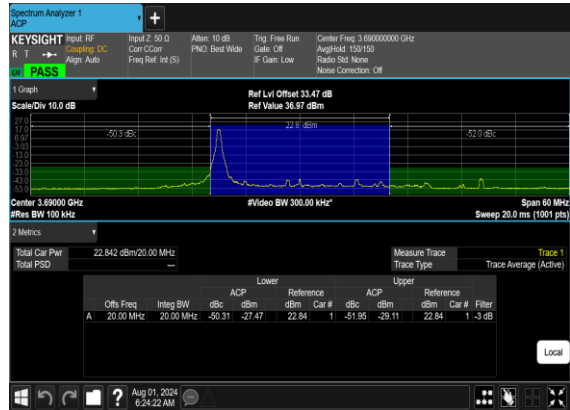 Spectrum Analyzer 1
ACP
+
KEYSIGHT Input: RF Input Z: 50 Ω Atten: 10 dB Trig: Free Run Center Freq: 3.690000000 GHz
R T Coupling: DC Corr CCorr PNO: Best Wide Gate: Off Avg|Hold: 150/150
Align: Auto Freq Ref: Int (S) IF Gain: Low Radio Std: None
PASS Noise Correction: Off
1 Graph
Ref Lvl Offset 33.47 dB
Scale/Div 10.0 dB Ref Value 36.97 dBm
27.0
17.0 -50.3 dBc 22.8 dBm -52.0 dBc
6.97
-3.03
-13.0
-23.0
-33.0
-43.0
-53.0
Center 3.69000 GHz #Video BW 300.00 kHz* Span 60 MHz
#Res BW 100 kHz Sweep 20.0 ms (1001 pts)
2 Metrics
Total Car Pwr 22.842 dBm/20.00 MHz Measure Trace Trace 1
Total PSD --- Trace Type Trace Average (Active)
Lower Upper
ACP Reference ACP Reference
Offs Freq Integ BW dBc dBm dBm Car # dBc dBm dBm Car # Filter
A 20.00 MHz 20.00 MHz -50.31 -27.47 22.84 1 -51.95 -29.11 22.84 1 -3 dB
Local
? Aug 01, 2024
6:24:22 AM